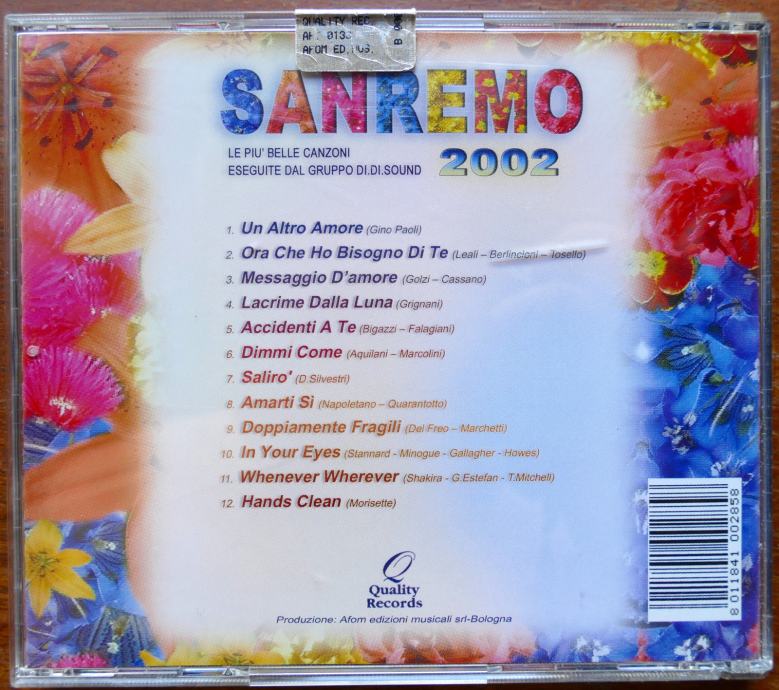 QUALITY REC
AFOM ED.MUS.
SANREMO
LE PIU' BELLE CANZONI
ESEGUITE DAL GRUPPO DI.DI.SOUND
2002
1. Un Altro Amore (Gino Paoli)
2. Ora Che Ho Bisogno Di Te (Leali – Berlincioni – Tosello)
3. Messaggio D'amore (Golzi – Cassano)
4. Lacrime Dalla Luna (Grignani)
5. Accidenti A Te (Bigazzi – Falagiani)
6. Dimmi Come (Aquilani – Marcolini)
7. Saliro' (D.Silvestri)
8. Amarti Sì (Napoletano – Quarantotto)
9. Doppiamente Fragili (Del Freo – Marchetti)
10. In Your Eyes (Stannard - Minogue - Gallagher - Howes)
11. Whenever Wherever (Shakira - G.Estefan - T.Mitchell)
12. Hands Clean (Morisette)
Q
Quality
Records
Produzione: Afom edizioni musicali srl-Bologna
8 011841 002858